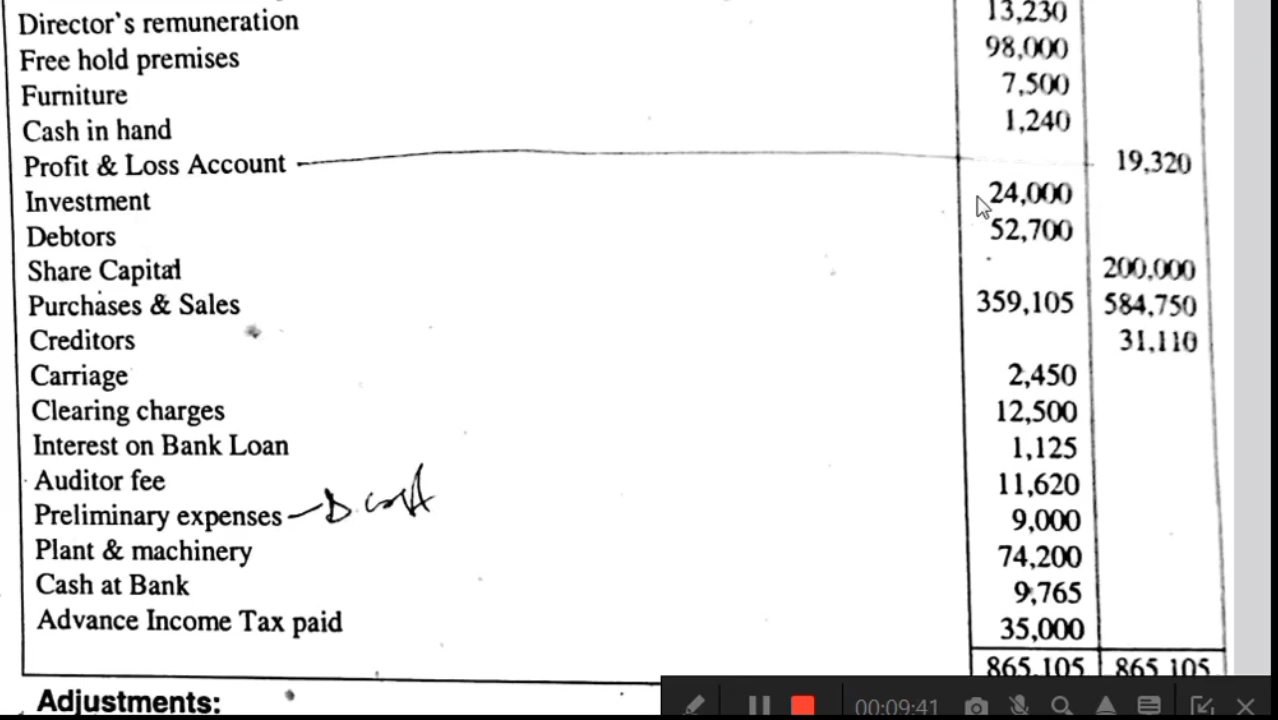 Director's remuneration 13,230
Free hold premises 98,000
Furniture 7,500
Cash in hand 1,240
Profit & Loss Account 19,320
Investment 24,000
Debtors 52,700
Share Capital 200,000
Purchases & Sales 359,105 584,750
Creditors 31,110
Carriage 2,450
Clearing charges 12,500
Interest on Bank Loan 1,125
Auditor fee 11,620
Preliminary expenses 9,000
Plant & machinery 74,200
Cash at Bank 9,765
Advance Income Tax paid 35,000
865,105 865,105
Adjustments:
00:09:41